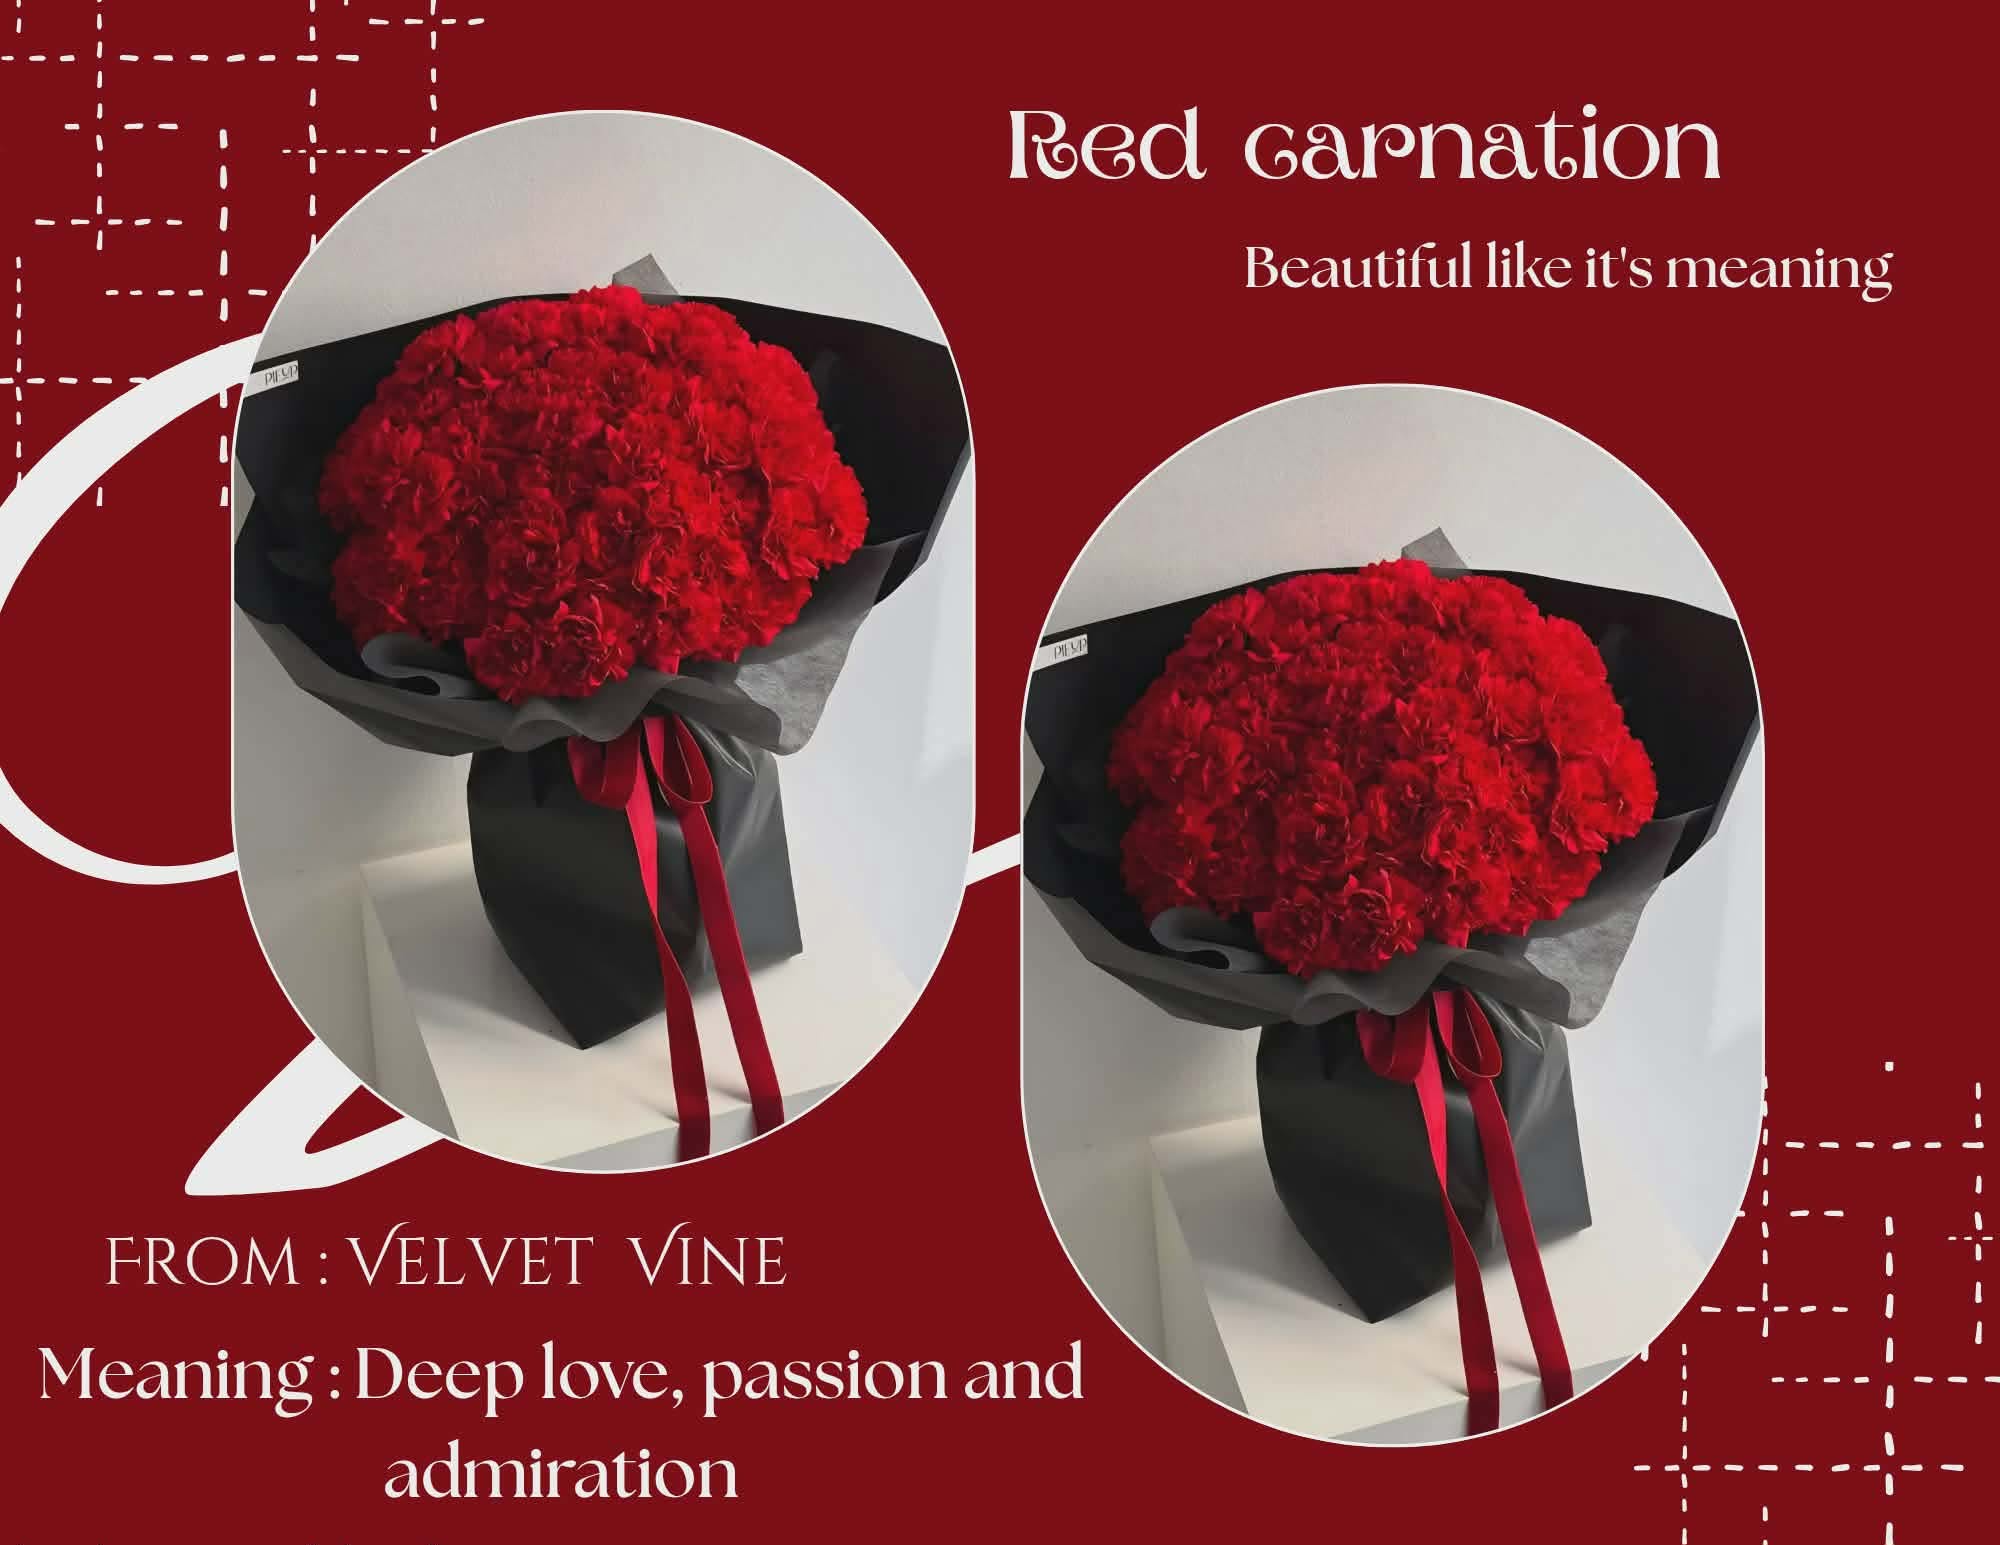 Red carnation
Beautiful like it's meaning
FROM : VELVET VINE
Meaning : Deep love, passion and
admiration